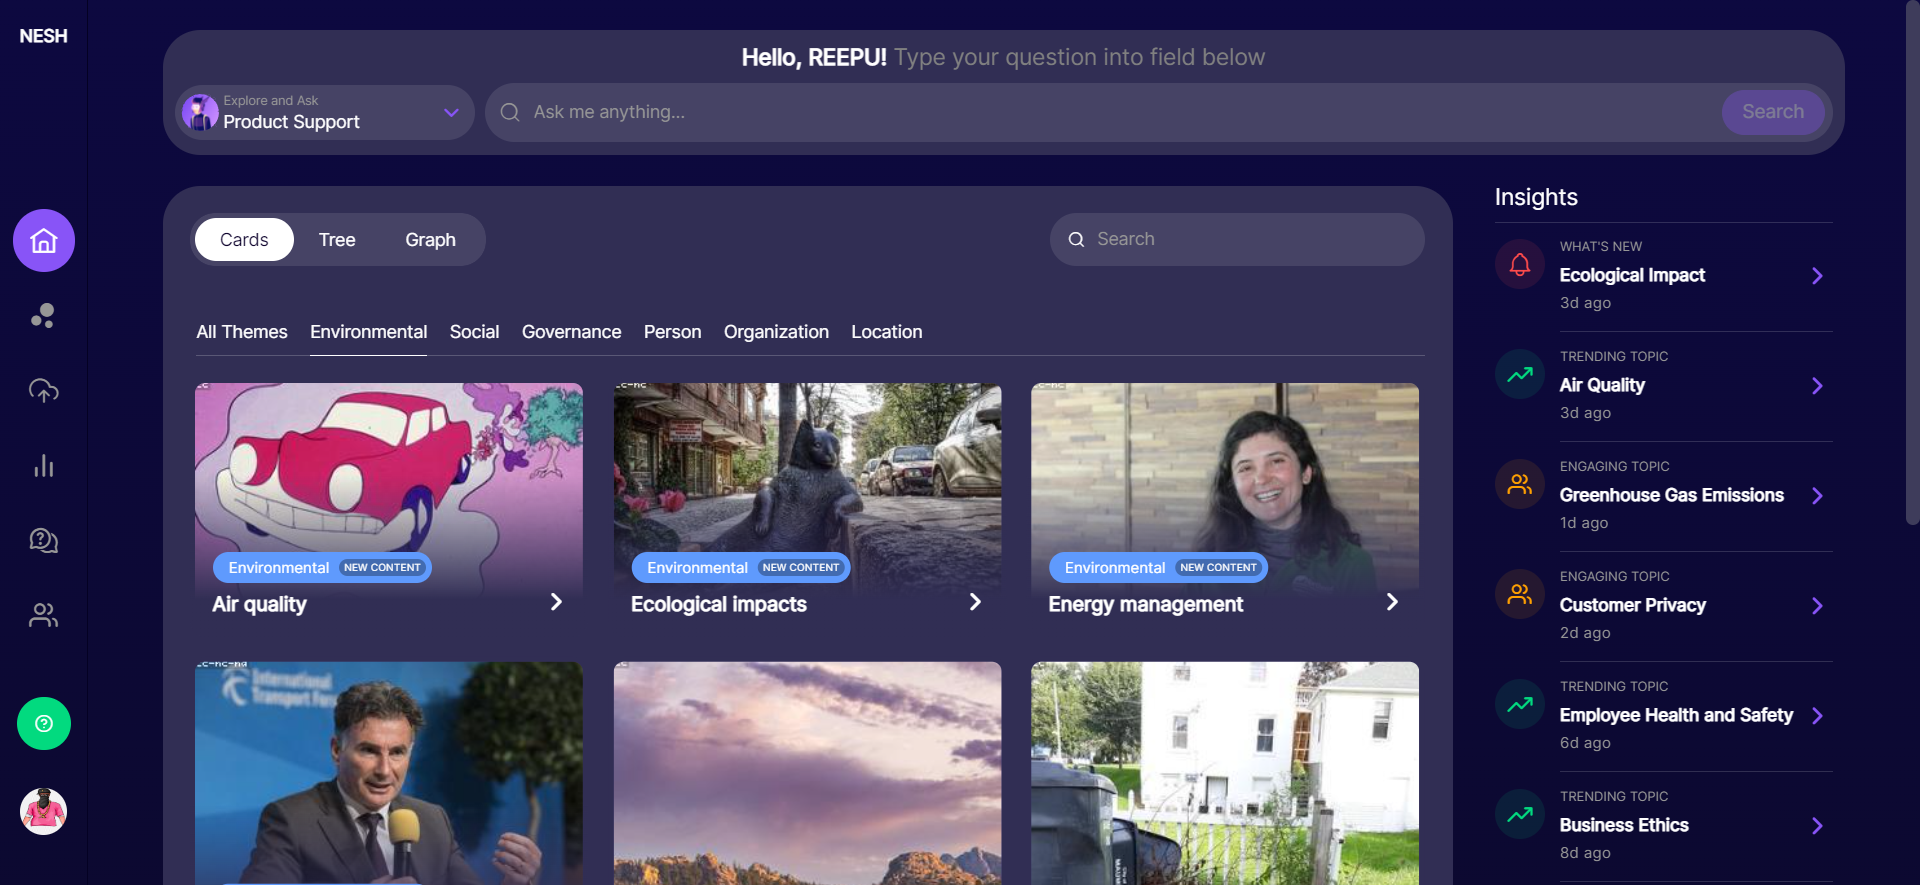 NESH
Hello, REEPU! Type your question into field below
Explore and Ask
Product Support
Ask me anything...
Search
Cards
Tree
Graph
Search
All Themes
Environmental
Social
Governance
Person
Organization
Location
Environmental
NEW CONTENT
Air quality
Environmental
NEW CONTENT
Ecological impacts
Environmental
NEW CONTENT
Energy management
International
Transport
Insights
WHAT'S NEW
Ecological Impact
3d ago
TRENDING TOPIC
Air Quality
3d ago
ENGAGING TOPIC
Greenhouse Gas Emissions
1d ago
ENGAGING TOPIC
Customer Privacy
2d ago
TRENDING TOPIC
Employee Health and Safety
6d ago
TRENDING TOPIC
Business Ethics
8d ago